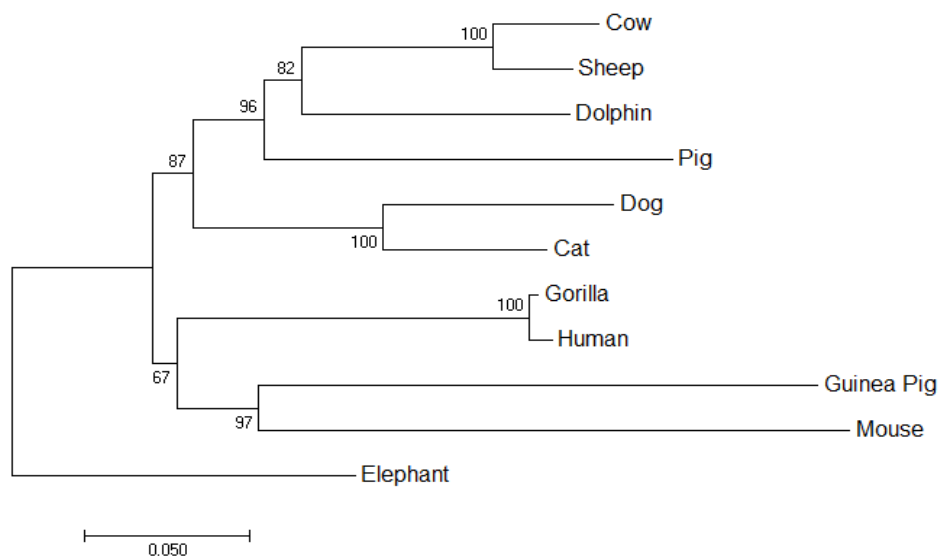 Cow
100
Sheep
82
96
Dolphin
Pig
87
Dog
100
Cat
Gorilla
100
Human
67
Guinea Pig
97
Mouse
Elephant
0.050